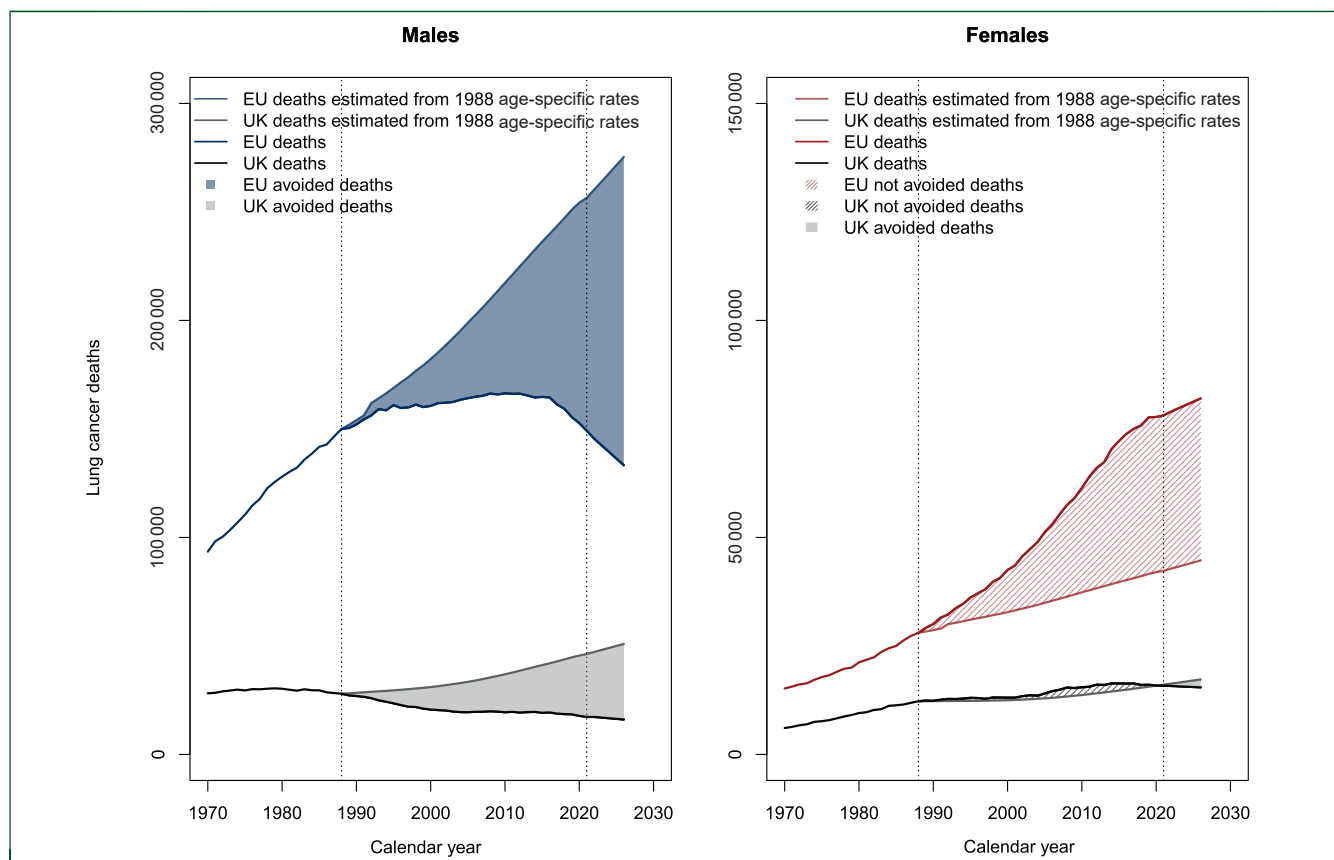 Males
300 000
200 000
100 000
0
Lung cancer deaths
EU deaths estimated from 1988 age-specific rates
UK deaths estimated from 1988 age-specific rates
EU deaths
UK deaths
EU avoided deaths
UK avoided deaths
1970 1980 1990 2000 2010 2020 2030
Calendar year
Females
150 000
100 000
50 000
0
EU deaths estimated from 1988 age-specific rates
UK deaths estimated from 1988 age-specific rates
EU deaths
UK deaths
EU not avoided deaths
UK not avoided deaths
UK avoided deaths
1970 1980 1990 2000 2010 2020 2030
Calendar year